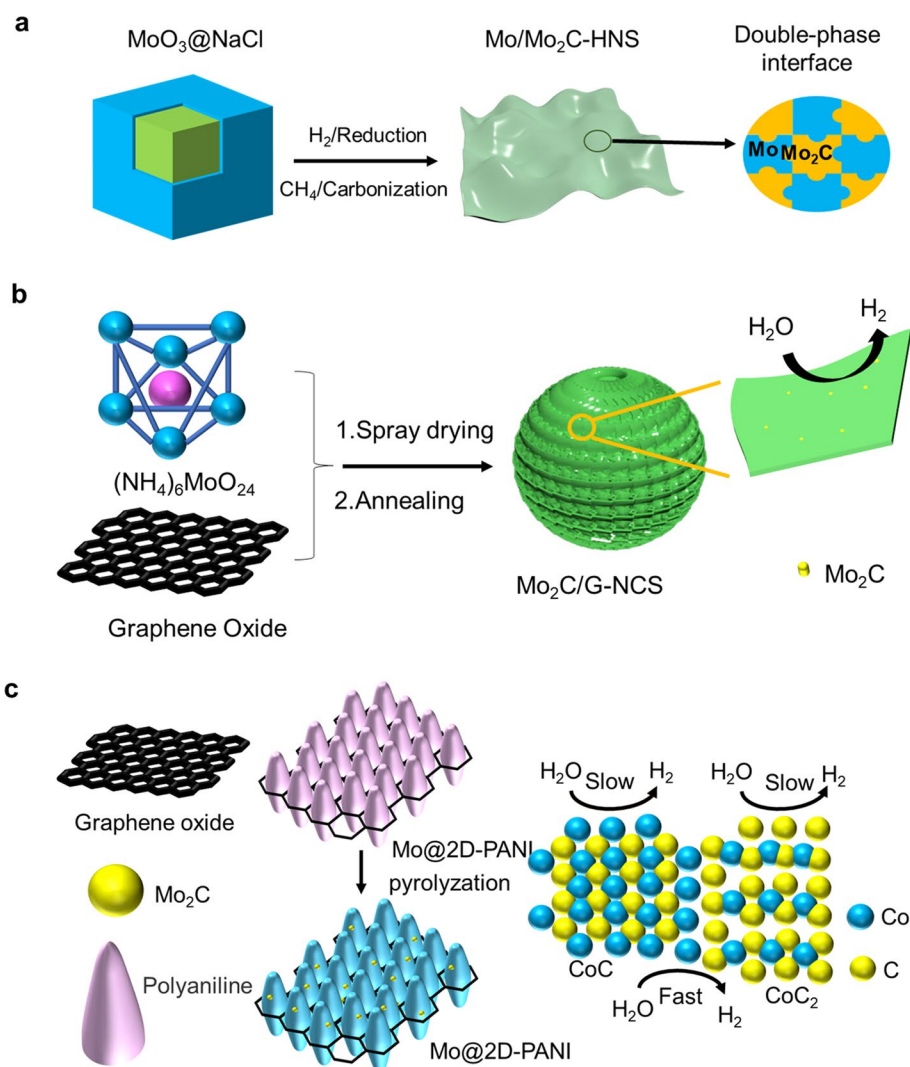 a
MoO₃@NaCl
Mo/Mo₂C-HNS
Double-phase
interface
H₂/Reduction
CH₄/Carbonization
Mo
Mo₂C
b
H₂O
H₂
1.Spray drying
2.Annealing
(NH₄)₆MoO₂₄
Mo₂C/G-NCS
Mo₂C
Graphene Oxide
c
H₂O
Slow
H₂
H₂O
Slow
H₂
Graphene oxide
Mo@2D-PANI
pyrolyzation
Mo₂C
Co
Polyaniline
CoC
CoC₂
C
H₂O
Fast
H₂
Mo@2D-PANI